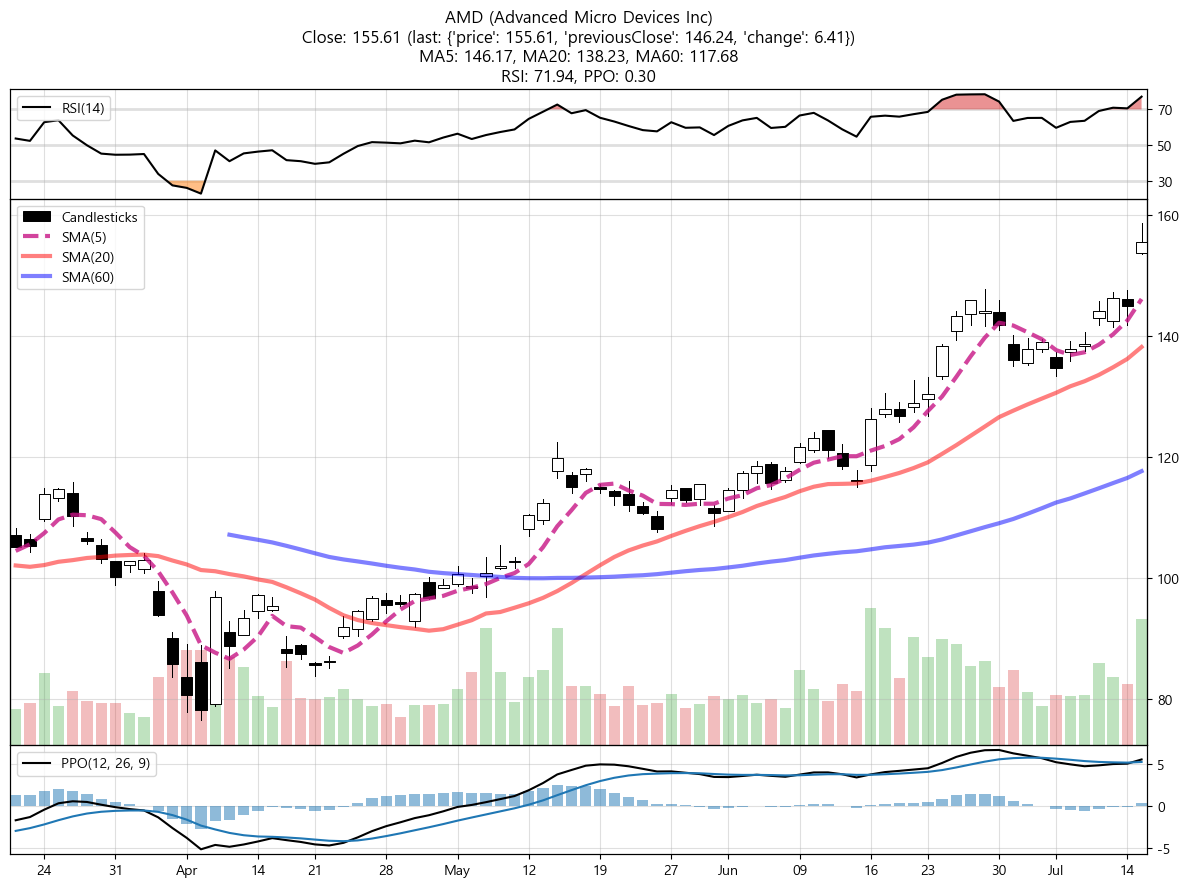 AMD (Advanced Micro Devices Inc)
Close: 155.61 (last: {'price': 155.61, 'previousClose': 146.24, 'change': 6.41})
MA5: 146.17, MA20: 138.23, MA60: 117.68
RSI: 71.94, PPO: 0.30
RSI(14)
70
50
30
Candlesticks
SMA(5)
SMA(20)
SMA(60)
160
140
120
100
80
PPO(12, 26, 9)
5
0
-5
24 31 Apr 14 21 28 May 12 19 27 Jun 09 16 23 30 Jul 14